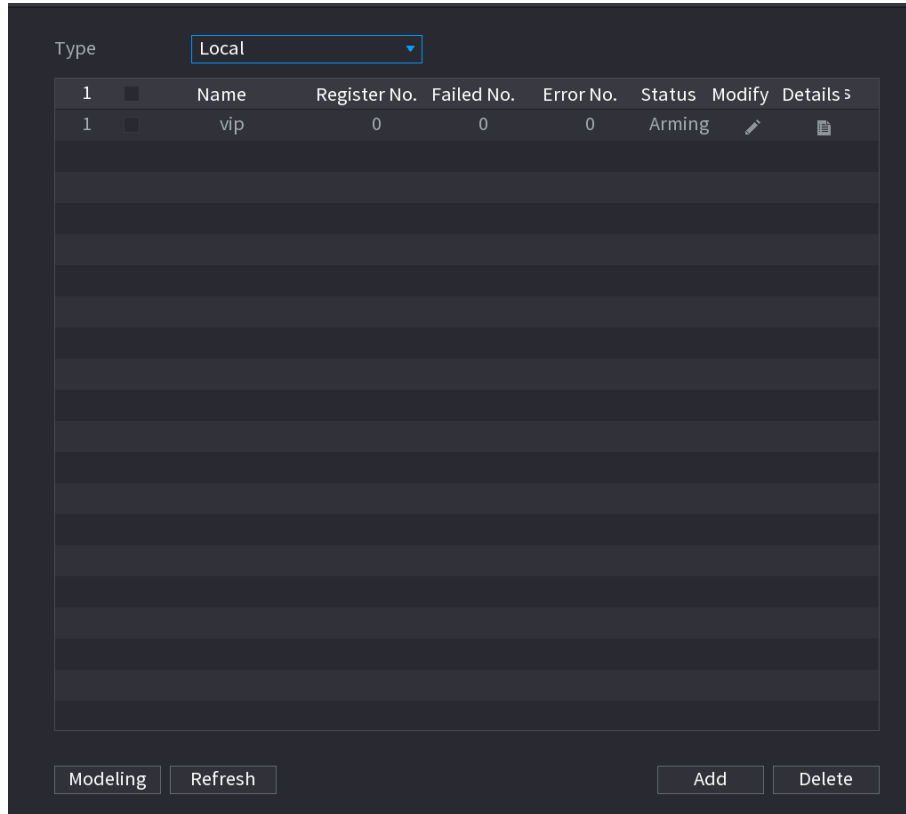 Type Local
1 Name Register No. Failed No. Error No. Status Modify Details s
1 vip 0 0 0 Arming
Modeling Refresh Add Delete